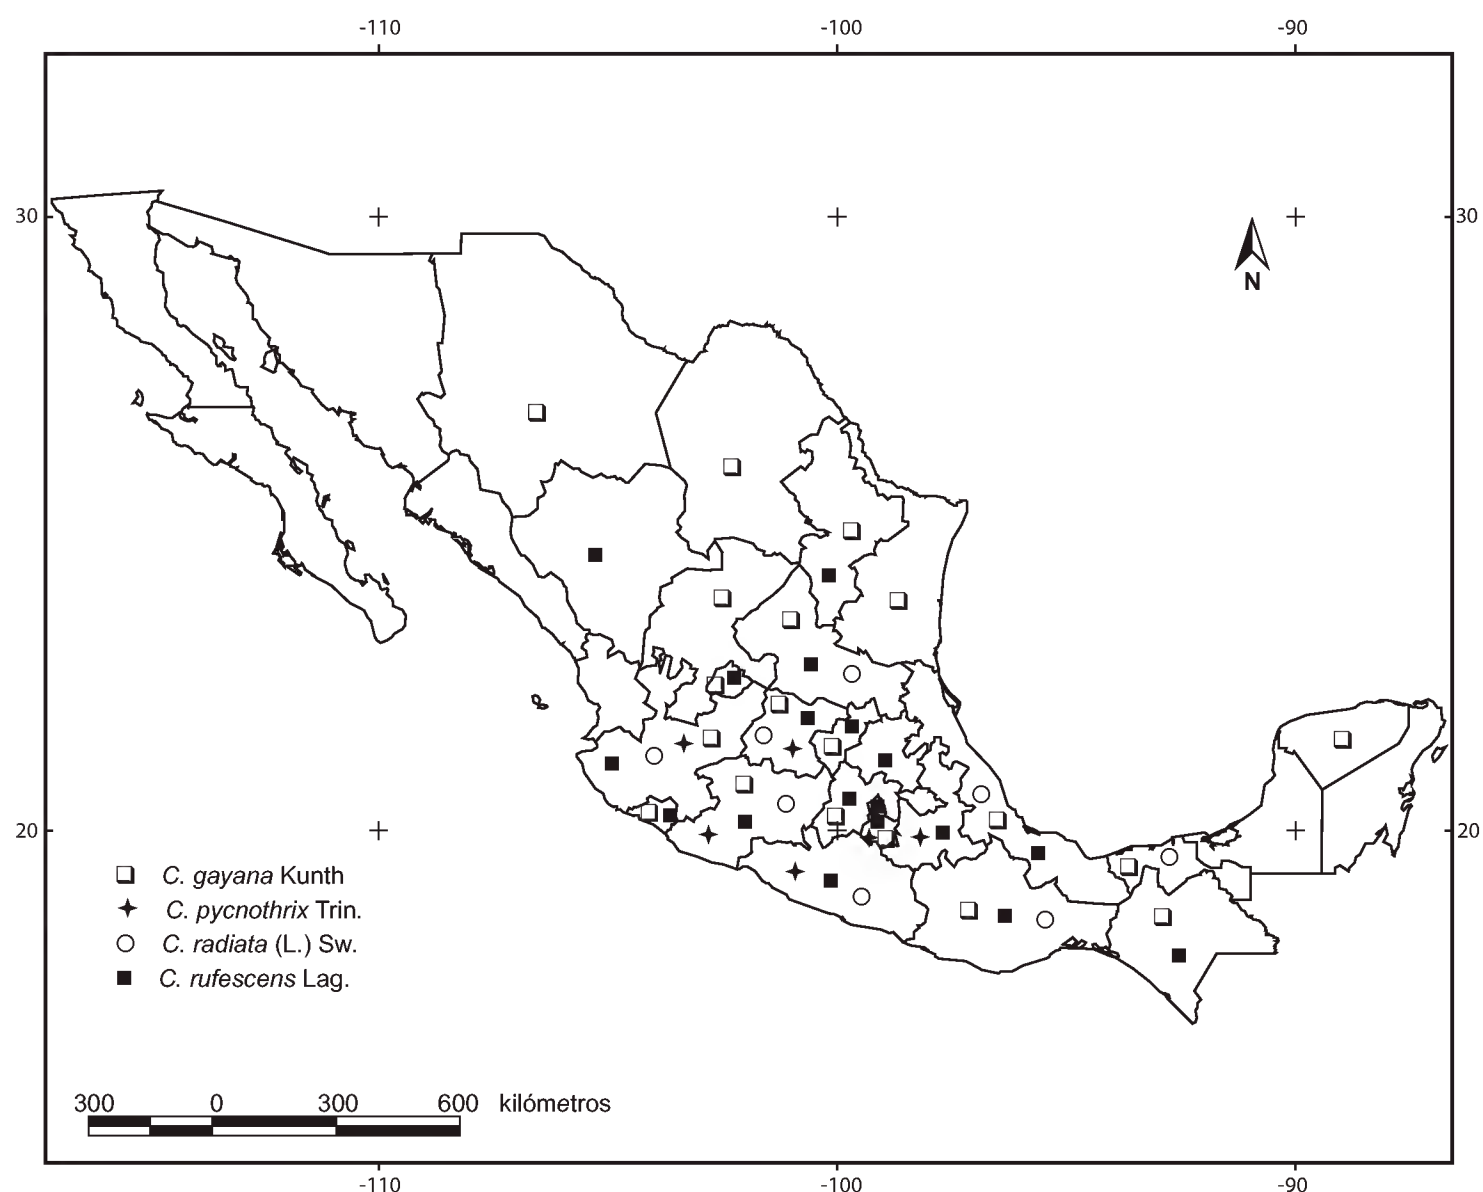 -110 -100 -90
30 30
N
20 20
C. gayana Kunth
C. pycnothrix Trin.
C. radiata (L.) Sw.
C. rufescens Lag.
300 0 300 600 kilómetros
-110 -100 -90